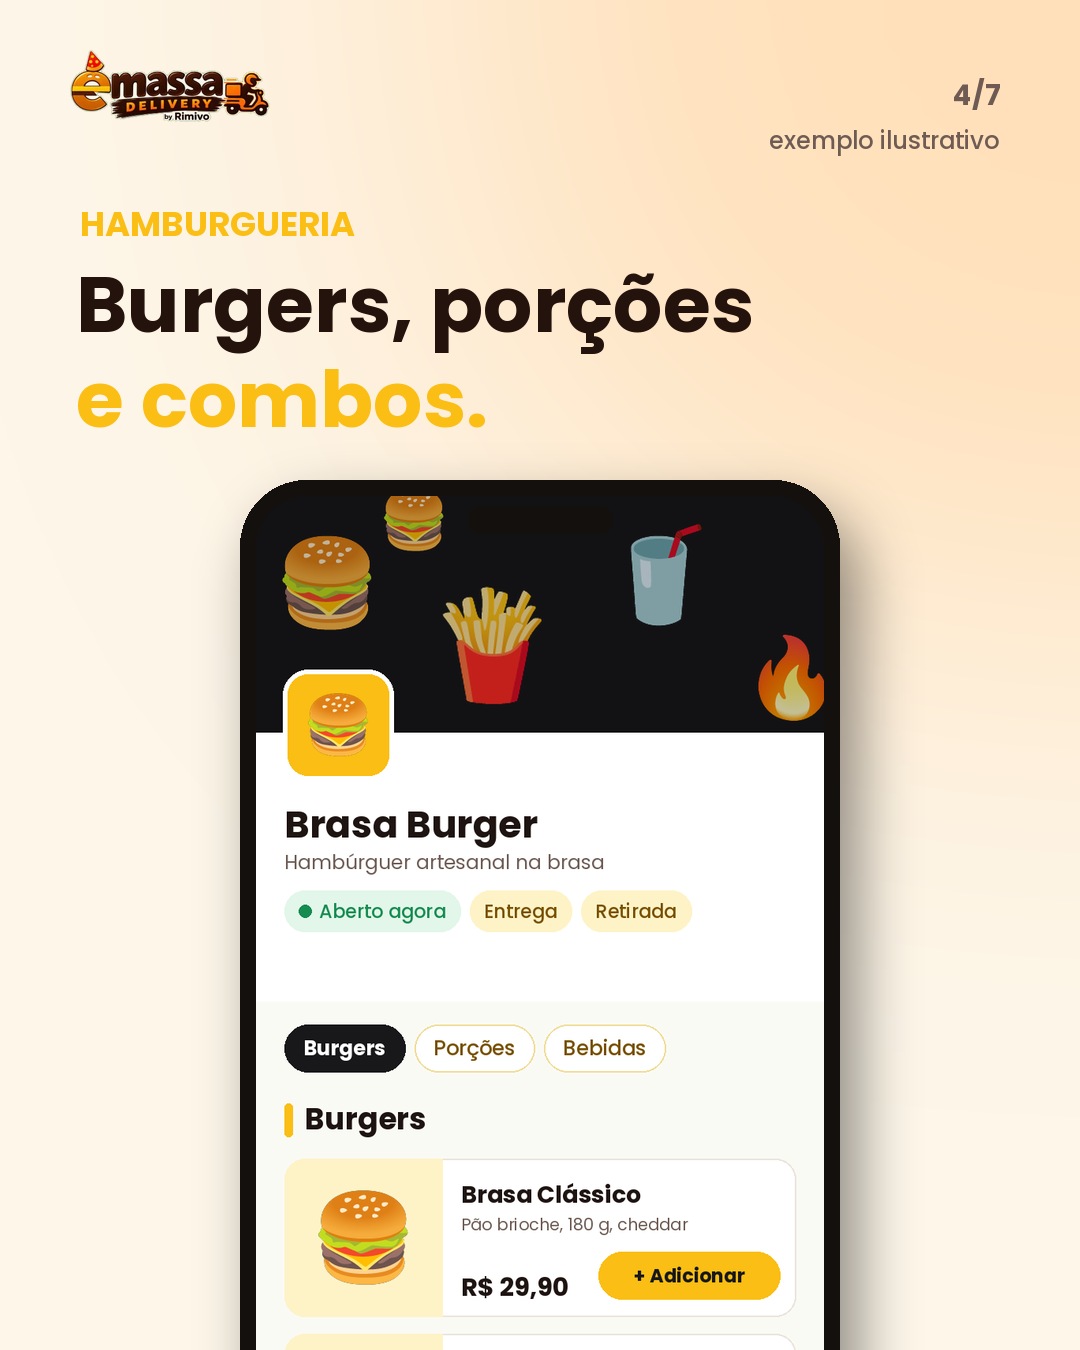 êmassa
DELIVERY
by Rimivo
4/7
exemplo ilustrativo
HAMBURGUERIA
Burgers, porções
e combos.
Brasa Burger
Hambúrguer artesanal na brasa
Aberto agora
Entrega
Retirada
Burgers
Porções
Bebidas
Burgers
Brasa Clássico
Pão brioche, 180 g, cheddar
R$ 29,90
+ Adicionar